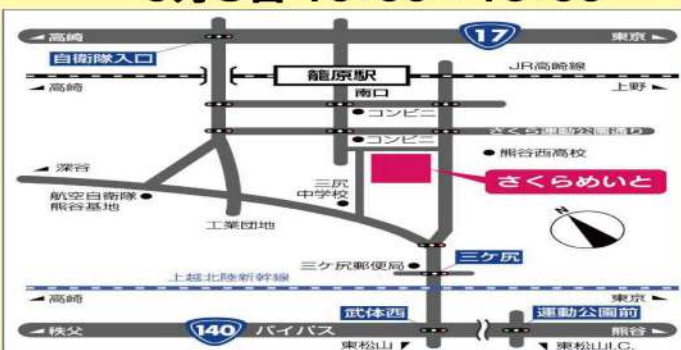 高崎
17
東京
自衛隊入口
籠原駅
JR高崎線
高崎
南口
上野
コンビニ
コンビニ
さくら運動公園通り
熊谷西高校
深谷
三尻
中学校
さくらめいと
航空自衛隊
熊谷基地
工業団地
N
三ケ尻郵便局
三ケ尻
上越北陸新幹線
高崎
東京
武体西
運動公園前
秩父
140
バイパス
熊谷
東松山
東松山I.C.